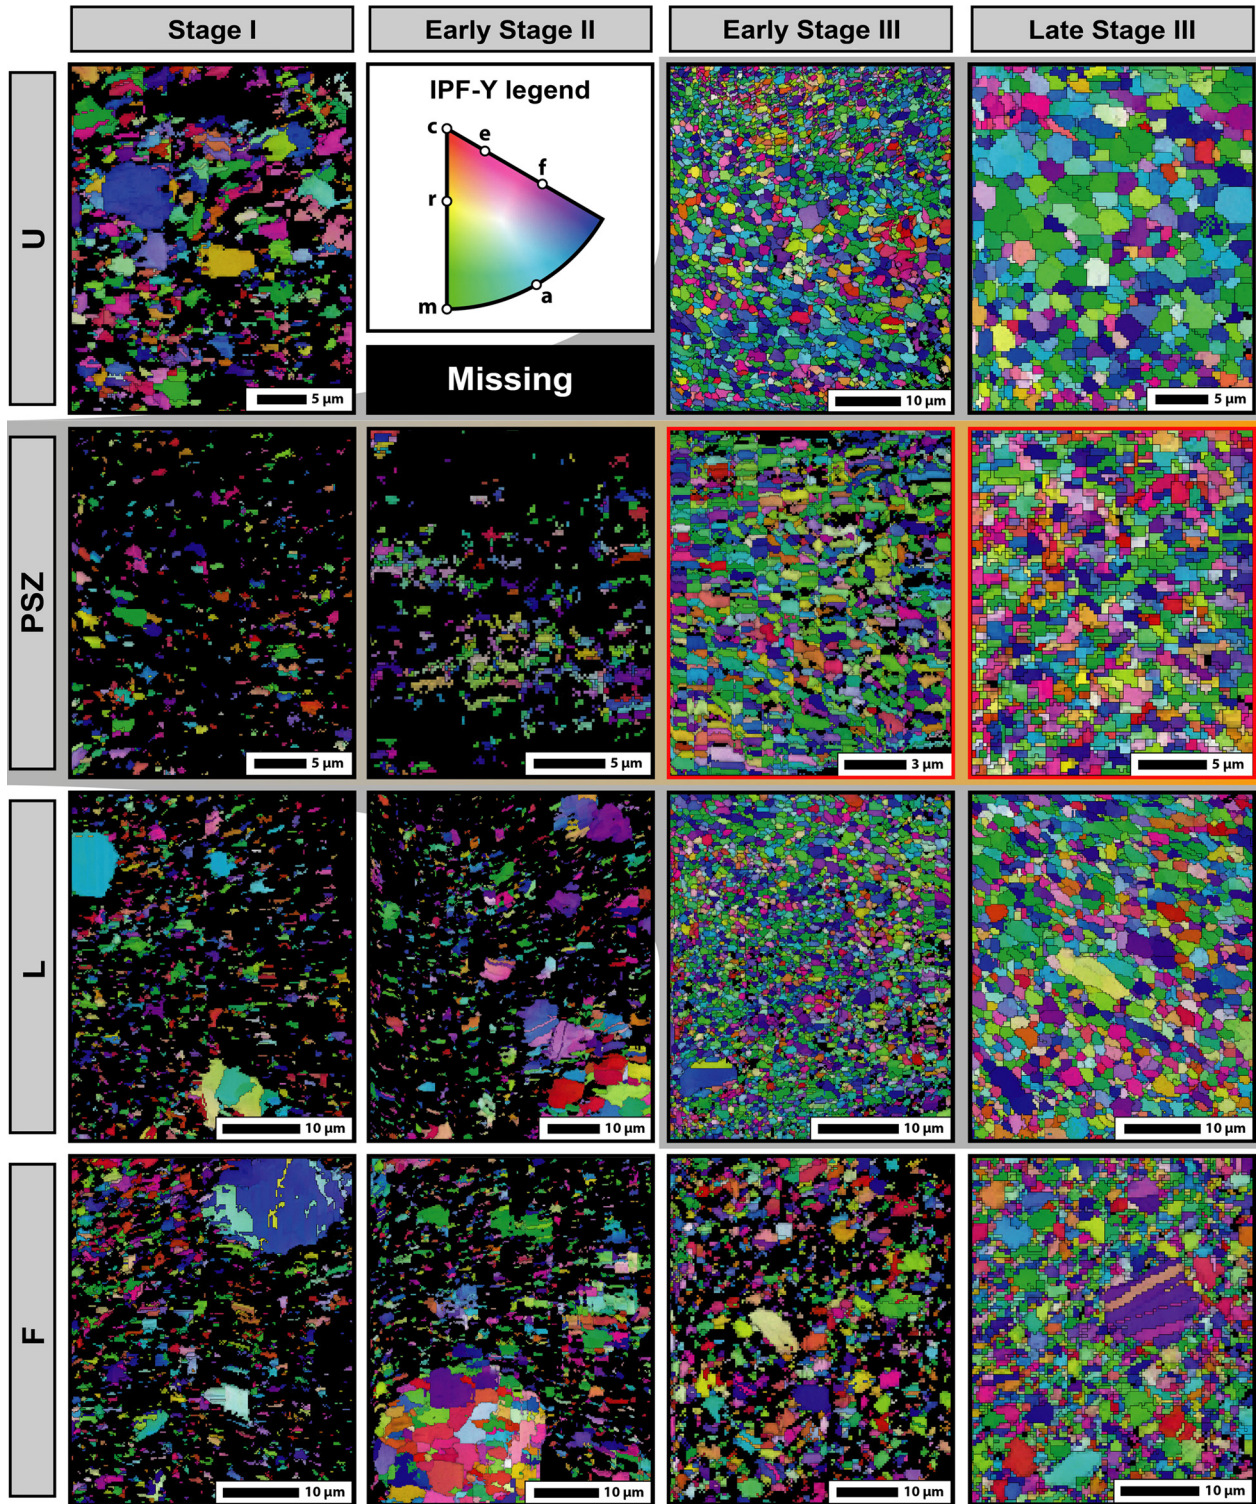 Stage I
Early Stage II
Early Stage III
Late Stage III
U
5 µm
IPF-Y legend
c
e
f
r
m
a
Missing
10 µm
5 µm
PSZ
5 µm
5 µm
3 µm
5 µm
L
10 µm
10 µm
10 µm
10 µm
F
10 µm
10 µm
10 µm
10 µm